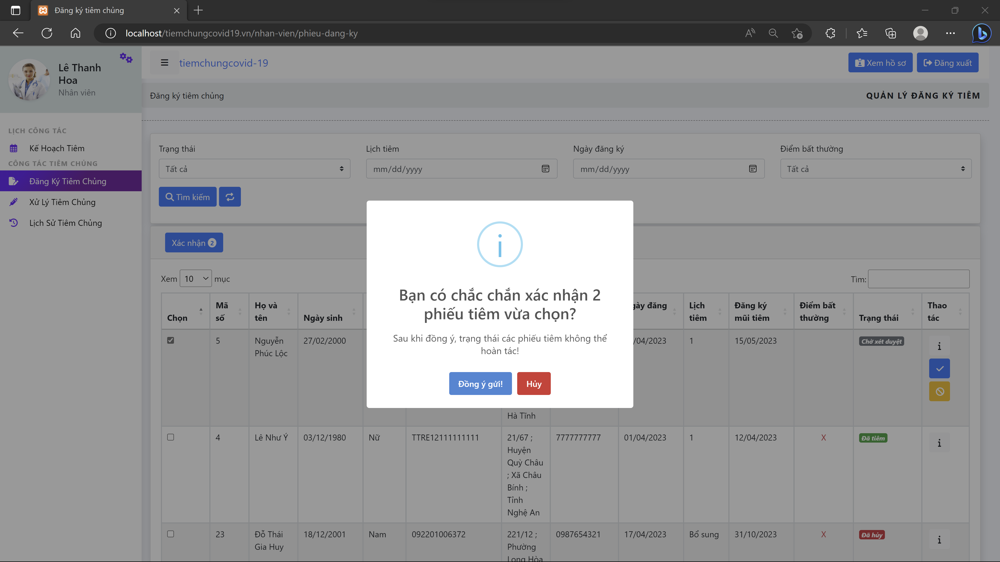 Đăng ký tiêm chủng
localhost/tiemchungcovid19.vn/nhan-vien/phieu-dang-ky
Lê Thanh
Hoa
Nhân viên
tiemchungcovid-19
Xem hồ sơ
Đăng xuất
Đăng ký tiêm chủng
QUẢN LÝ ĐĂNG KÝ TIÊM
LỊCH CÔNG TÁC
Kế Hoạch Tiêm
CÔNG TÁC TIÊM CHỦNG
Đăng Ký Tiêm Chủng
Xử Lý Tiêm Chủng
Lịch Sử Tiêm Chủng
Trạng thái
Lịch tiêm
Ngày đăng ký
Điểm bất thường
Tất cả
mm/dd/yyyy
mm/dd/yyyy
Tất cả
Tìm kiếm
Xác nhận 2
Bạn có chắc chắn xác nhận 2
phiếu tiêm vừa chọn?
Sau khi đồng ý, trạng thái các phiếu tiêm không thể
hoàn tác!
Đồng ý gửi!
Hủy
Xem 10 mục
Tìm:
Chọn
Mã
số
Họ và
tên
Ngày sinh
gày đăng
Lịch
tiêm
Đăng ký
mũi tiêm
Điểm bất
thường
Trạng thái
Thao
tác
5
Nguyễn
Phúc Lộc
27/02/2000
Hà Tĩnh
/04/2023
1
15/05/2023
Chờ xét duyệt
4
Lê Như Ý
03/12/1980
Nữ
TTRE12111111111
21/67 ;
Huyện
Quỳ Châu
; Xã Châu
Bính ;
Tỉnh
Nghệ An
7777777777
01/04/2023
1
12/04/2023
X
Đã tiêm
23
Đỗ Thái
Gia Huy
18/12/2001
Nam
092201006372
221/12 ;
Phường
Long Hòa
0987654321
17/04/2023
Bổ sung
31/10/2023
X
Đã hủy